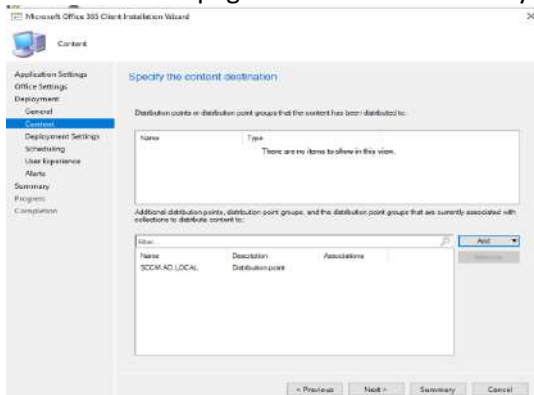 Microsoft Office 365 Client Installation Wizard
Content
Application Settings
Office Settings
Deployment
General
Content
Deployment Settings
Scheduling
User Experience
Alerts
Summary
Progress
Completion
Specify the content destination
Distribution points or distribution point groups that the content has been distributed to:
Name Type
There are no items to show in this view.
Additional distribution points, distribution point groups, and the distribution point groups that are currently associated with
collections to distribute content to:
Filter...
Add
Name Description Associations
Remove
SCCM.AD.LOCAL Distribution point
< Previous Next > Summary Cancel